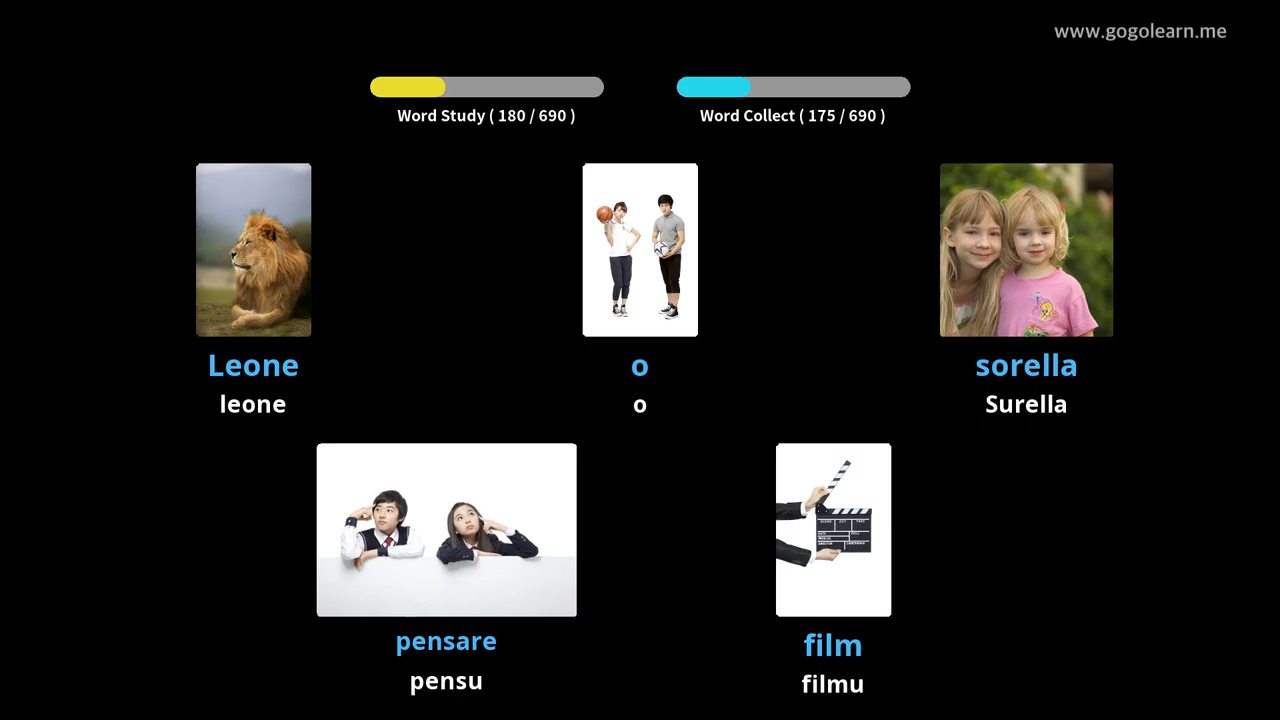 www.gogolearn.me
Word Study ( 180 / 690 )
Word Collect ( 175 / 690 )
Leone
leone
o
o
sorella
Surella
pensare
pensu
film
filmu